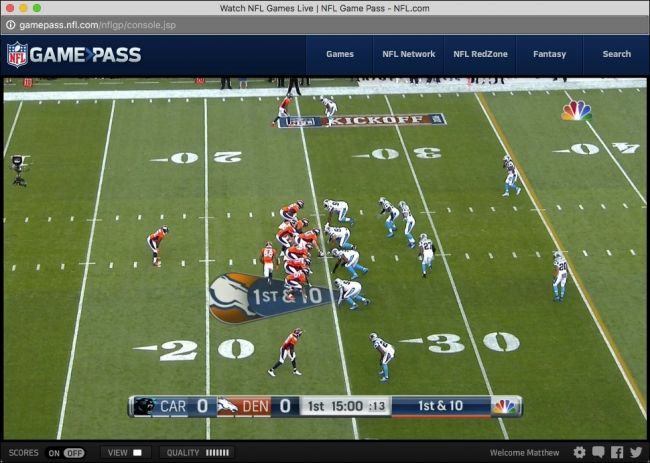 Watch NFL Games Live | NFL Game Pass - NFL.com
gamepass.nfl.com/nflgp/console.jsp
NFL GAME PASS Games NFL Network NFL RedZone Fantasy Search
KICKOFF
20 30 40
1ST & 10
20 30
CAR 0 DEN 0 1st 15:00 :13 1st & 10
SCORES ON OFF VIEW QUALITY Welcome Matthew